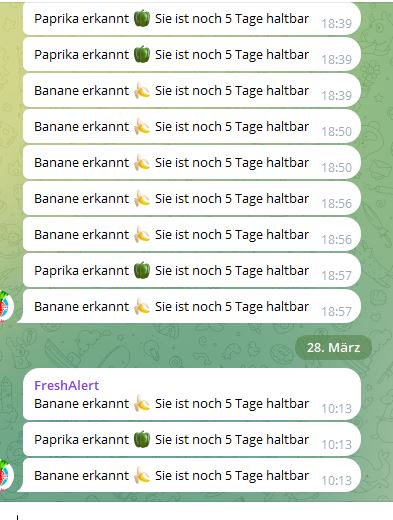 Paprika erkannt 🫑 Sie ist noch 5 Tage haltbar 18:39
Paprika erkannt 🫑 Sie ist noch 5 Tage haltbar 18:39
Banane erkannt 🍌 Sie ist noch 5 Tage haltbar 18:39
Banane erkannt 🍌 Sie ist noch 5 Tage haltbar 18:50
Banane erkannt 🍌 Sie ist noch 5 Tage haltbar 18:50
Banane erkannt 🍌 Sie ist noch 5 Tage haltbar 18:56
Banane erkannt 🍌 Sie ist noch 5 Tage haltbar 18:56
Paprika erkannt 🫑 Sie ist noch 5 Tage haltbar 18:57
Banane erkannt 🍌 Sie ist noch 5 Tage haltbar 18:57
28. März
FreshAlert
Banane erkannt 🍌 Sie ist noch 5 Tage haltbar 10:13
Paprika erkannt 🫑 Sie ist noch 5 Tage haltbar 10:13
Banane erkannt 🍌 Sie ist noch 5 Tage haltbar 10:13